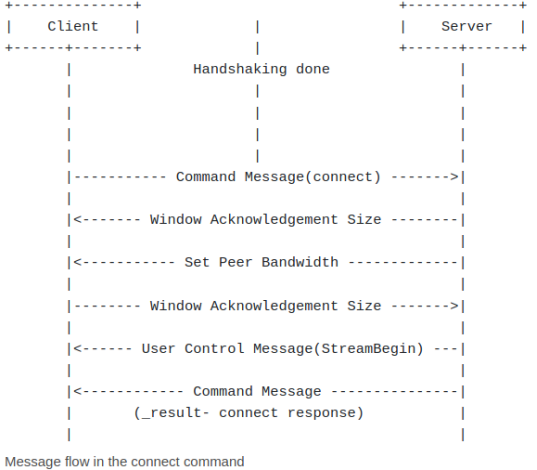 Client Server
Handshaking done
Command Message(connect)
Window Acknowledgement Size
Set Peer Bandwidth
Window Acknowledgement Size
User Control Message(StreamBegin)
Command Message
(_result- connect response)
Message flow in the connect command